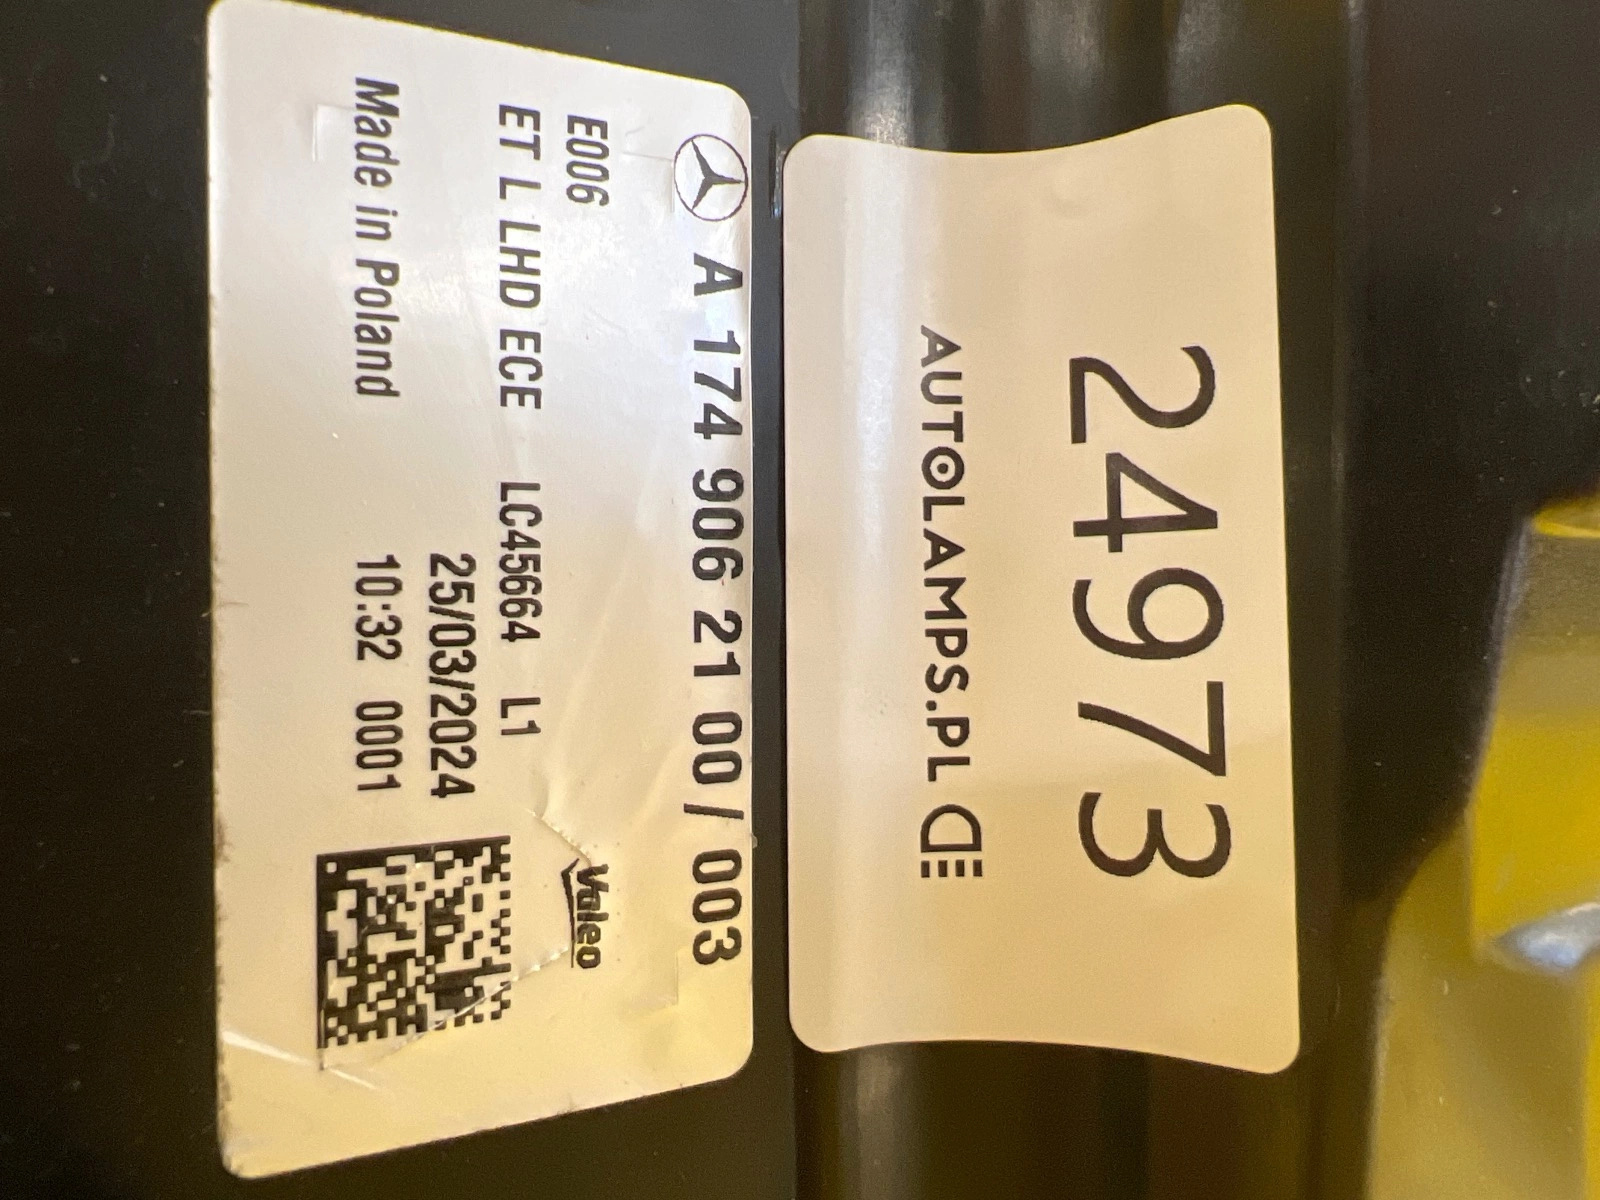 24973
AUTOLAMPS.PL
A 174 906 21 00 / 003
E006
Valeo
ET L LHD ECE LC45664 L1
25/03/2024
Made in Poland 10:32 0001